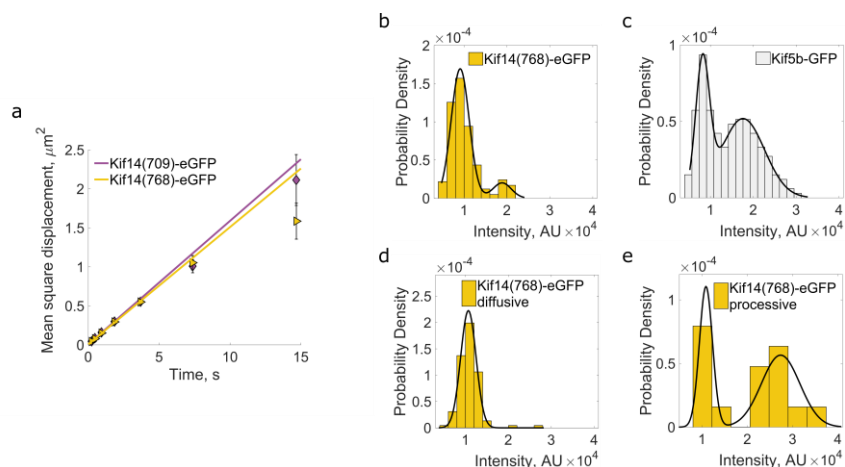 a
Mean square displacement, μm²
2.5
2
1.5
1
0.5
0
Kif14(709)-eGFP
Kif14(768)-eGFP
0 5 10 15
Time, s
b
×10⁻⁴
Probability Density
2
1.5
1
0.5
0
Kif14(768)-eGFP
1 2 3 4
Intensity, AU ×10⁴
c
×10⁻⁴
Probability Density
1
0.5
0
Kif5b-GFP
1 2 3 4
Intensity, AU ×10⁴
d
×10⁻⁴
Probability Density
2.5
2
1.5
1
0.5
0
Kif14(768)-eGFP
diffusive
1 2 3 4
Intensity, AU ×10⁴
e
×10⁻⁴
Probability Density
1
0.5
0
Kif14(768)-eGFP
processive
1 2 3 4
Intensity, AU ×10⁴